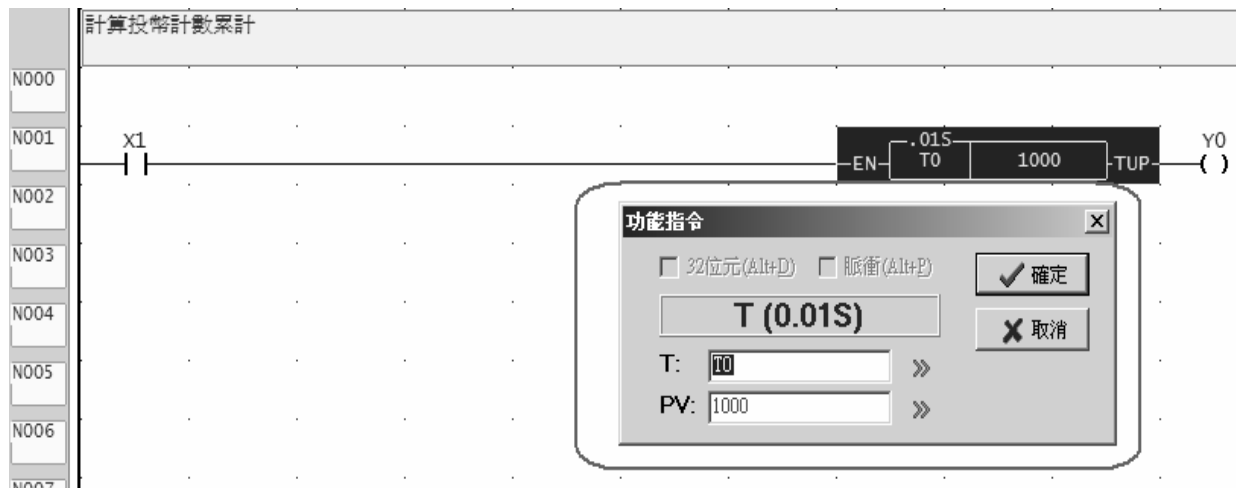 計算投幣計數累計
N000
N001
X1
.01S
EN
T0
1000
TUP
Y0
( )
N002
功能指令
32位元(Alt+D)
脈衝(Alt+P)
確定
N003
T (0.01S)
取消
N004
T:
T0
N005
PV:
1000
N006
N007